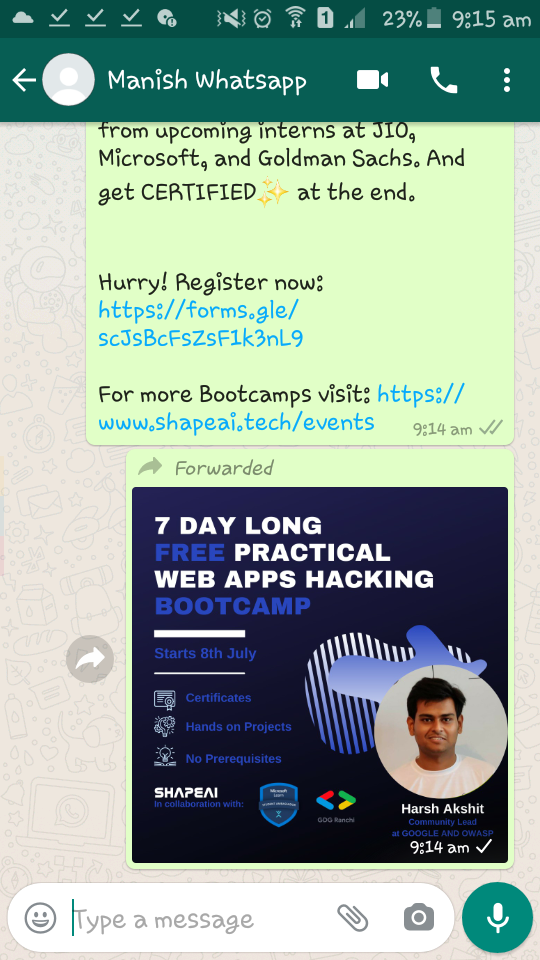 23% 9:15 am
Manish Whatsapp
from upcoming interns at JIO,
Microsoft, and Goldman Sachs. And
get CERTIFIED✨ at the end.
Hurry! Register now:
https://forms.gle/
scJsBcFsZsF1k3nL9
For more Bootcamps visit: https://
www.shapeai.tech/events
9:14 am
Forwarded
7 DAY LONG
FREE PRACTICAL
WEB APPS HACKING
BOOTCAMP
Starts 8th July
Certificates
Hands on Projects
No Prerequisites
SHAPEAI
In collaboration with:
Microsoft
GDG Ranchi
Harsh Akshit
Community Lead
at GOOGLE AND OWASP
9:14 am
Type a message